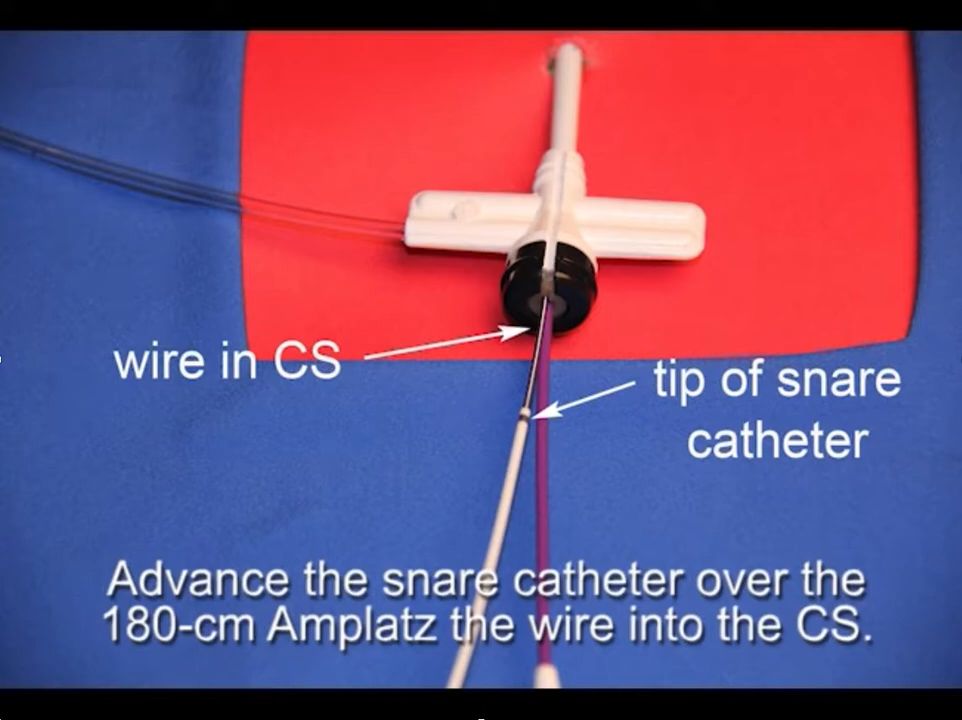 wire in CS
tip of snare
catheter
Advance the snare catheter over the
180-cm Amplatz the wire into the CS.